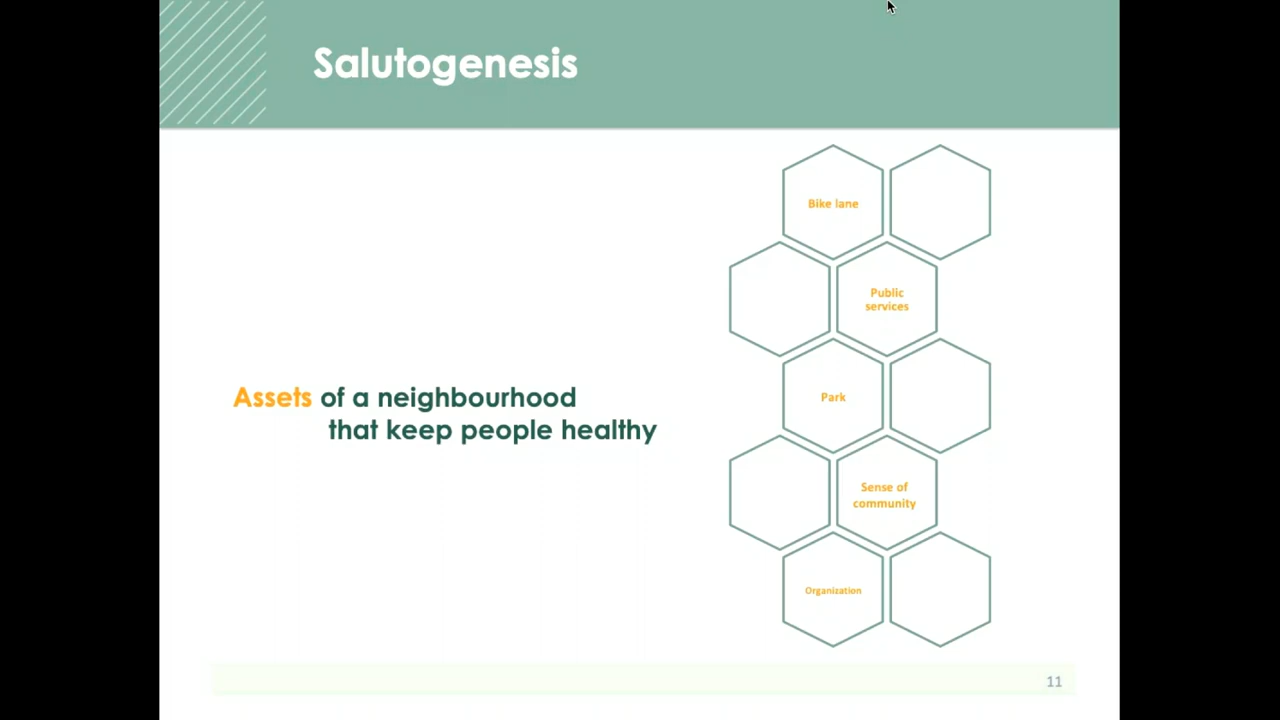 Salutogenesis
Bike lane
Public
services
Assets of a neighbourhood
that keep people healthy
Park
Sense of
community
Organization
11